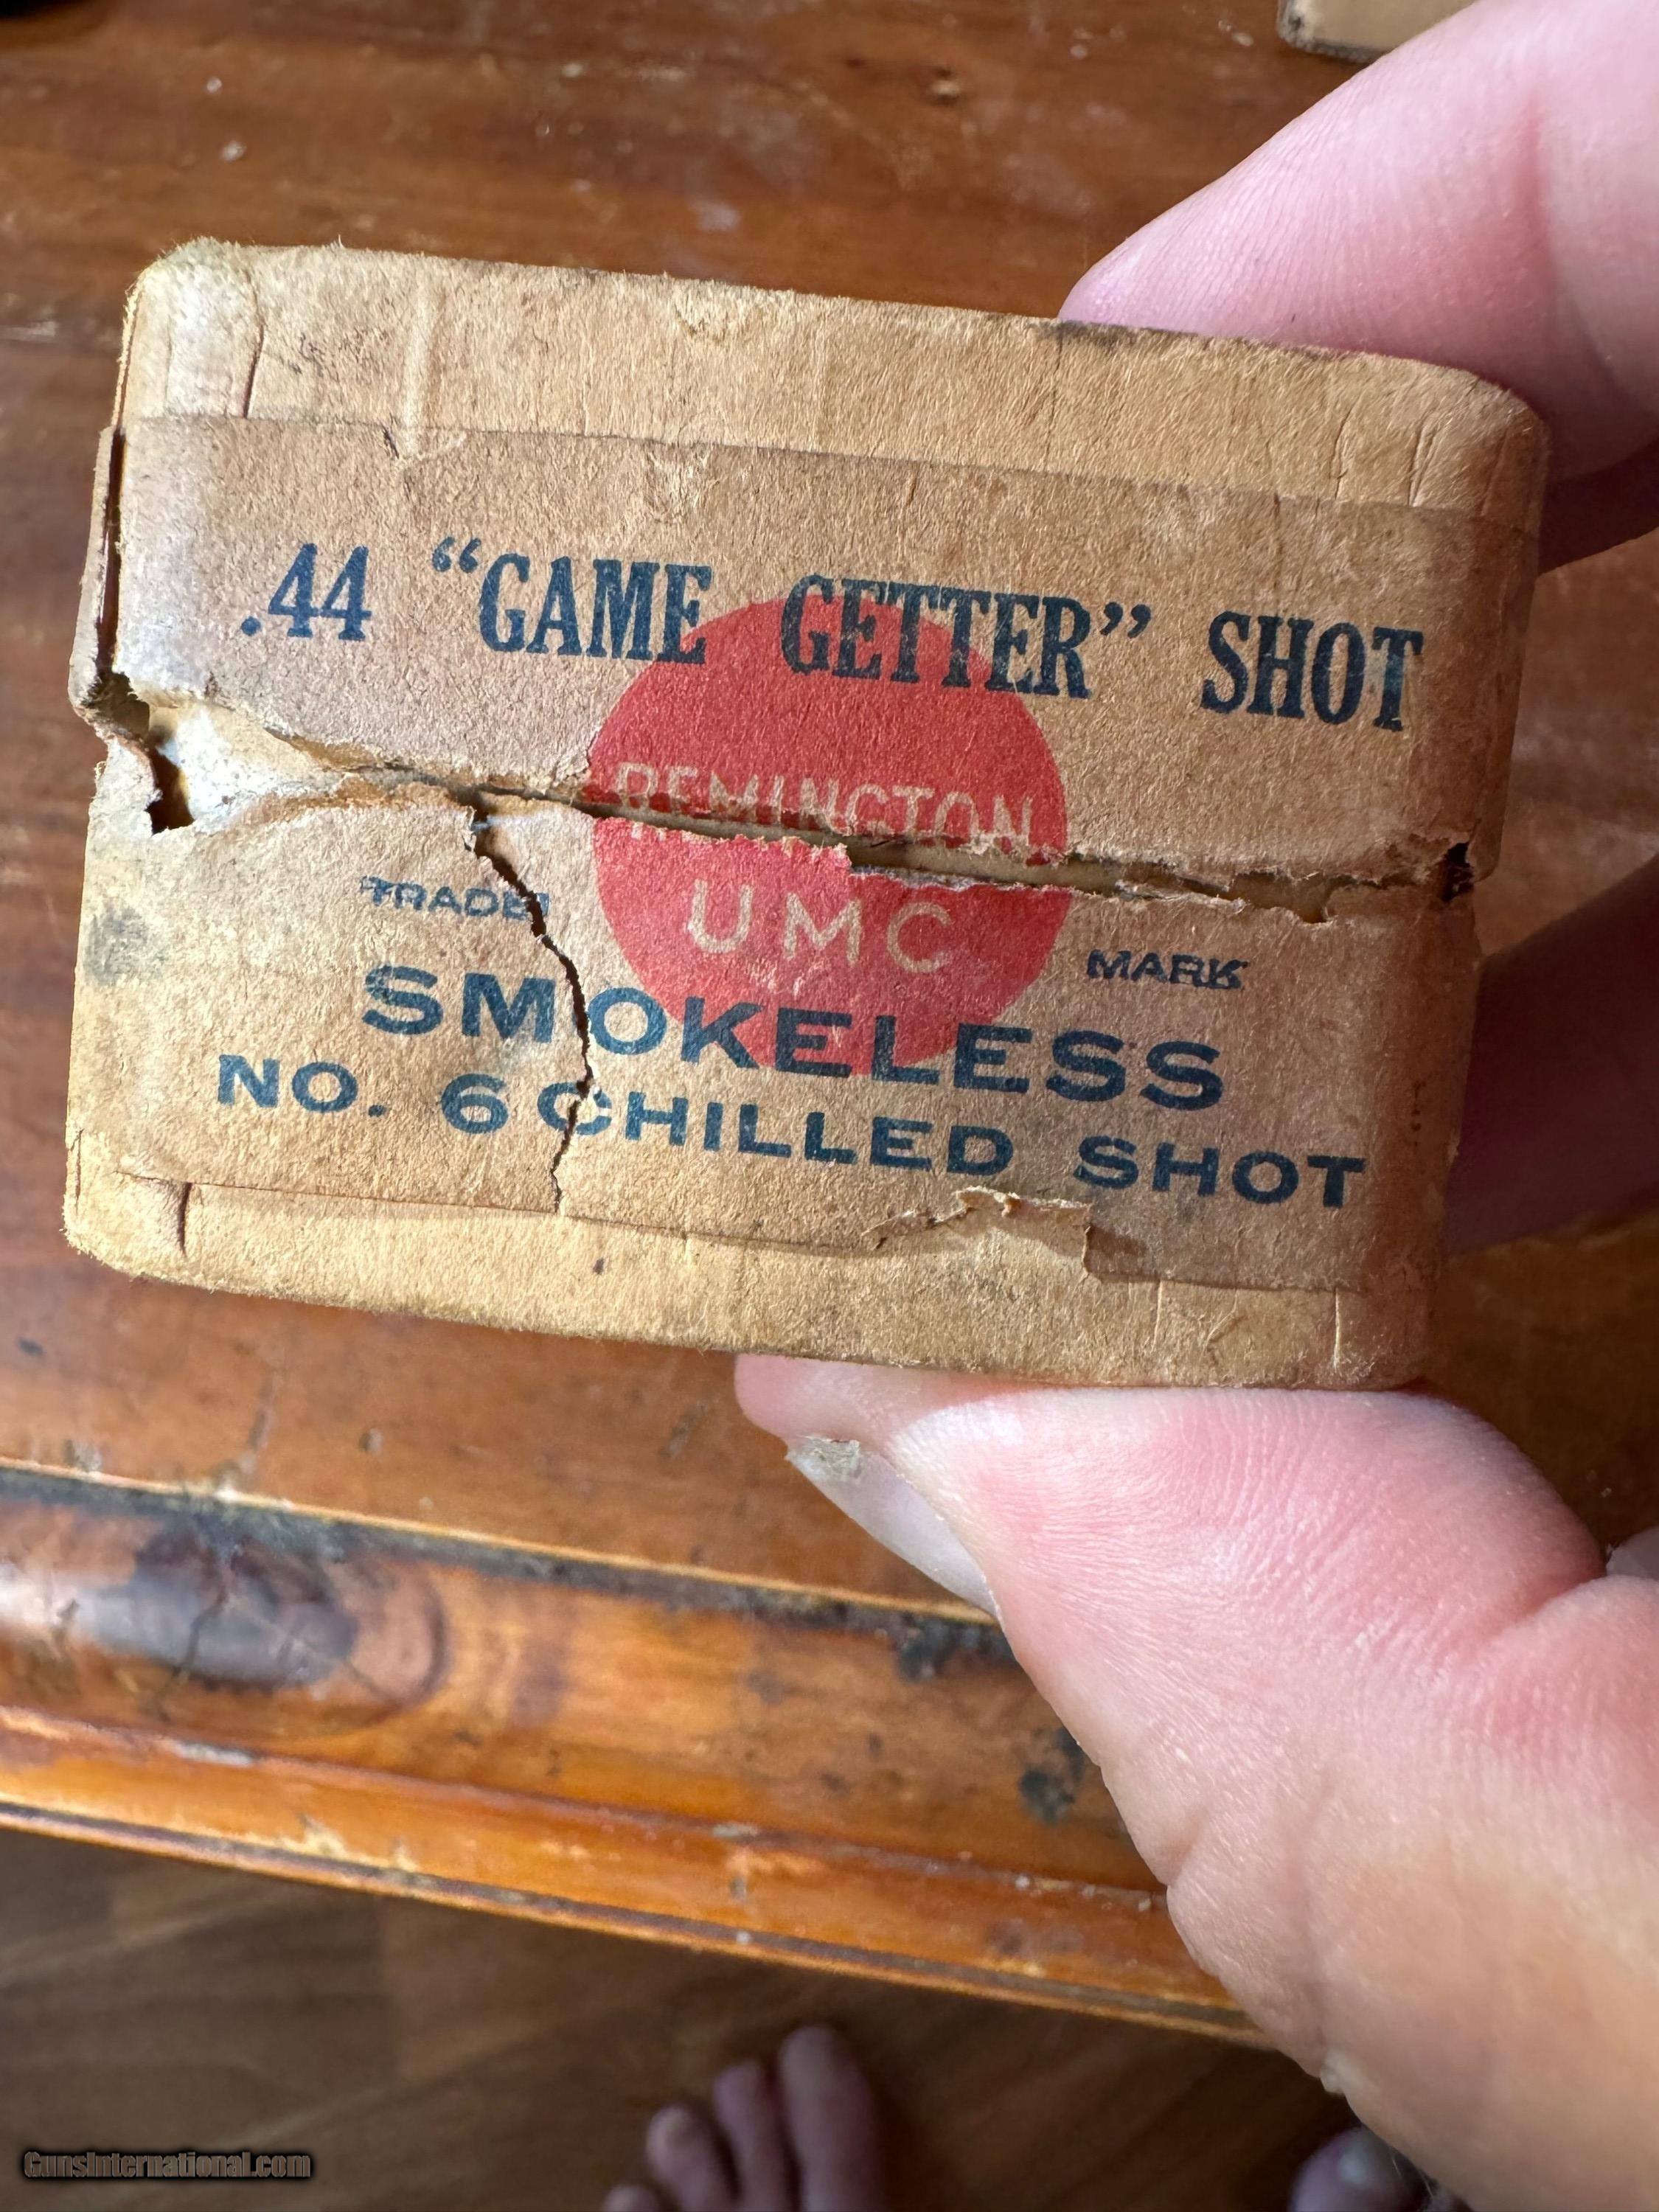 .44 “GAME GETTER” SHOT
REMINGTON
UMC
TRADE MARK
SMOKELESS
NO. 6 CHILLED SHOT
GunsInternational.com